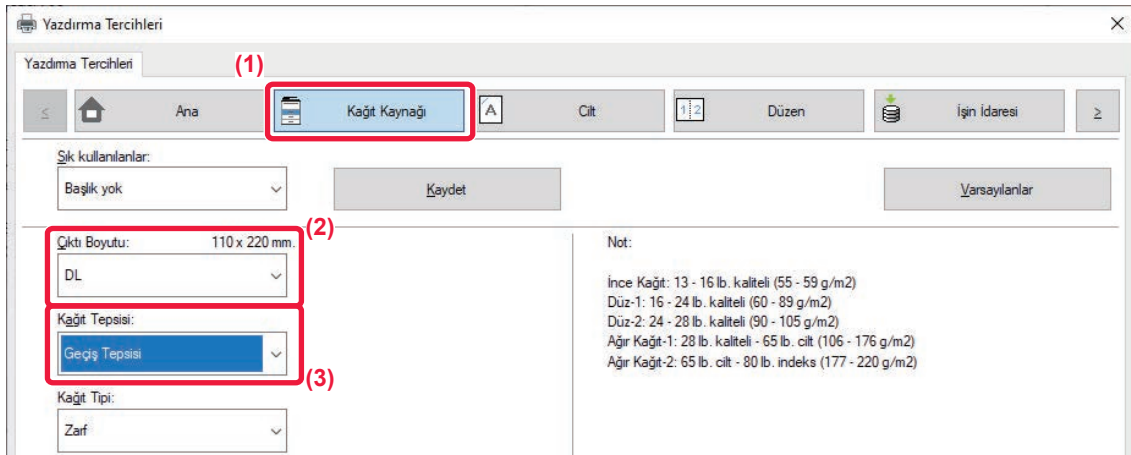 Yazdırma Tercihleri
Yazdırma Tercihleri
(1)
<
Ana
Kağıt Kaynağı
A
Cilt
1 2
Düzen
İşin İdaresi
>
Sık kullanılanlar:
Başlık yok
Kaydet
Varsayılanlar
(2)
Çıktı Boyutu: 110 x 220 mm.
DL
Kağıt Tepsisi:
Geçiş Tepsisi
(3)
Kağıt Tipi:
Zarf
Not:
İnce Kağıt: 13 - 16 lb. kaliteli (55 - 59 g/m2)
Düz-1: 16 - 24 lb. kaliteli (60 - 89 g/m2)
Düz-2: 24 - 28 lb. kaliteli (90 - 105 g/m2)
Ağır Kağıt-1: 28 lb. kaliteli - 65 lb. cilt (106 - 176 g/m2)
Ağır Kağıt-2: 65 lb. cilt - 80 lb. indeks (177 - 220 g/m2)